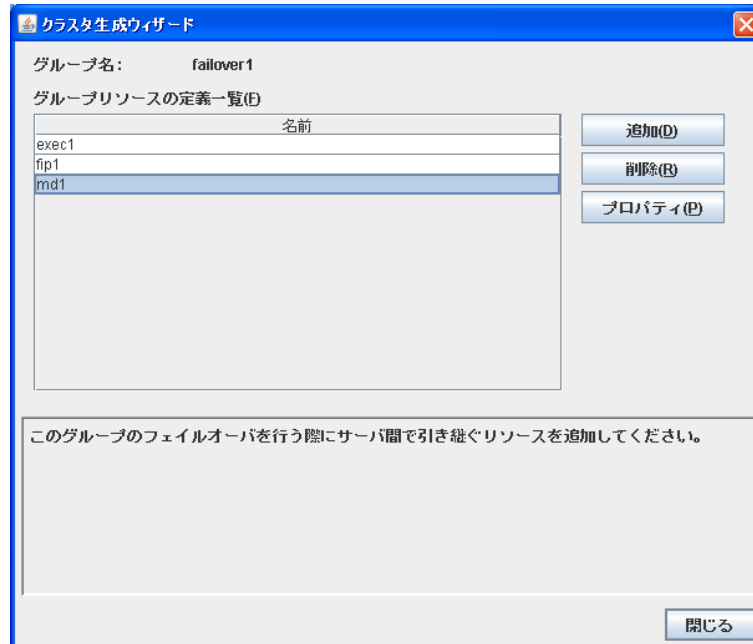 クラスタ生成ウィザード
グループ名: failover1
グループリソースの定義一覧(F)
名前
exec1
fip1
md1
追加(D)
削除(R)
プロパティ(P)
このグループのフェイルオーバを行う際にサーバ間で引き継ぐリソースを追加してください。
閉じる